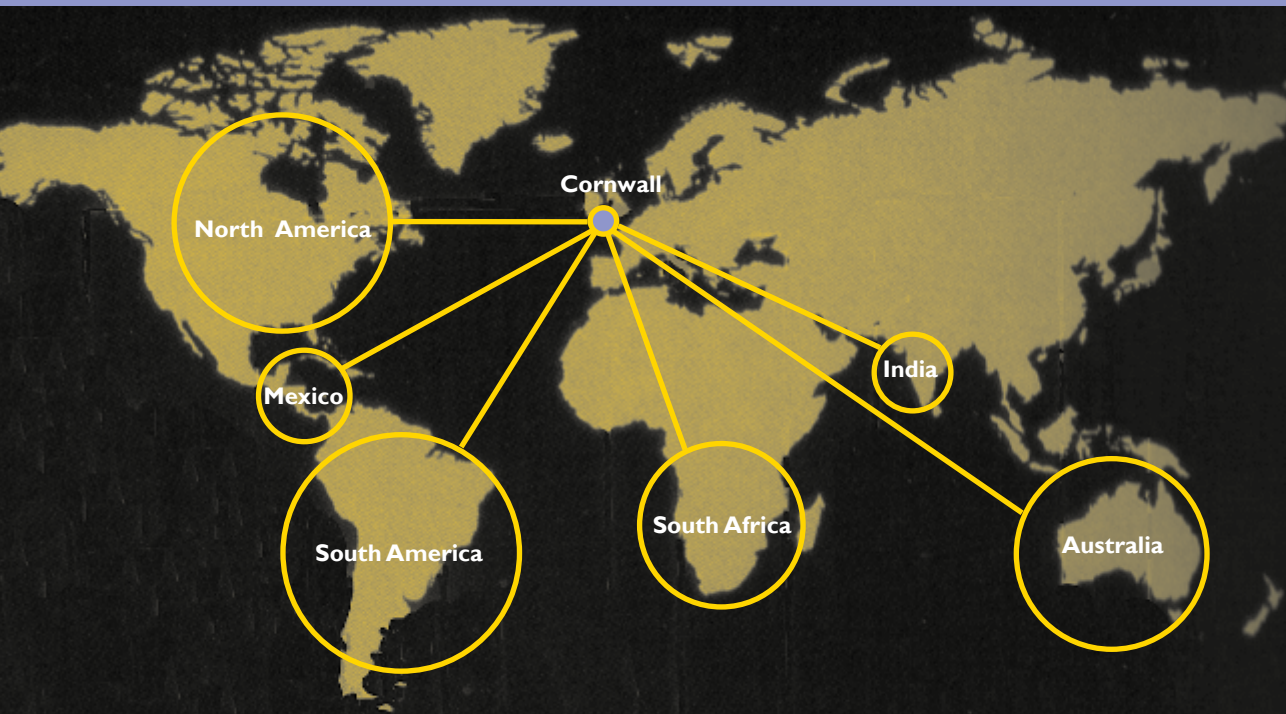 Cornwall
North America
India
Mexico
South Africa
Australia
South America